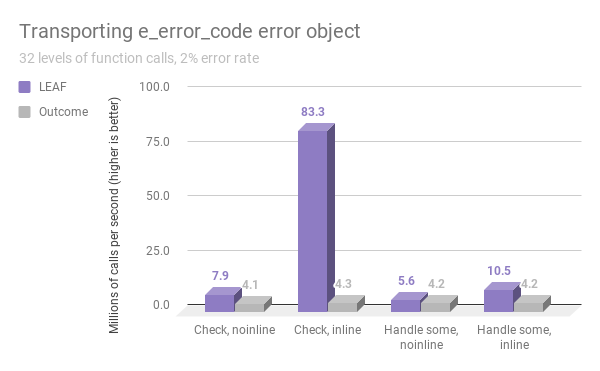 Transporting e_error_code error object
32 levels of function calls, 2% error rate
LEAF
Outcome
Millions of calls per second (higher is better)
100.0
75.0
50.0
25.0
0.0
7.9
4.1
83.3
4.3
5.6
4.2
10.5
4.2
Check, noinline
Check, inline
Handle some,
noinline
Handle some,
inline